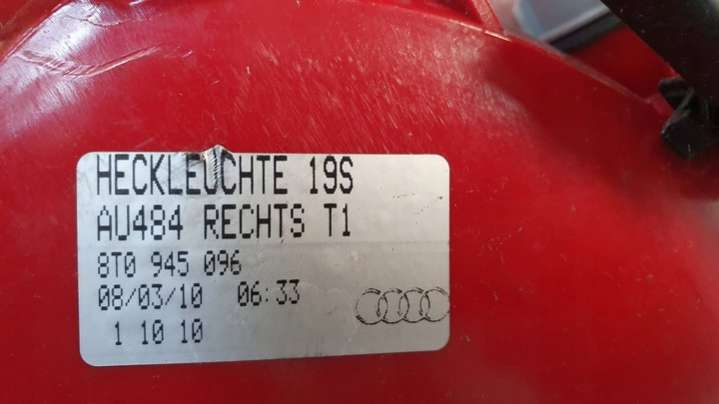 HECKLEUCHTE 19S
AU484 RECHTS T1
8T0 945 096
08/03/10 06:33
1 10 10